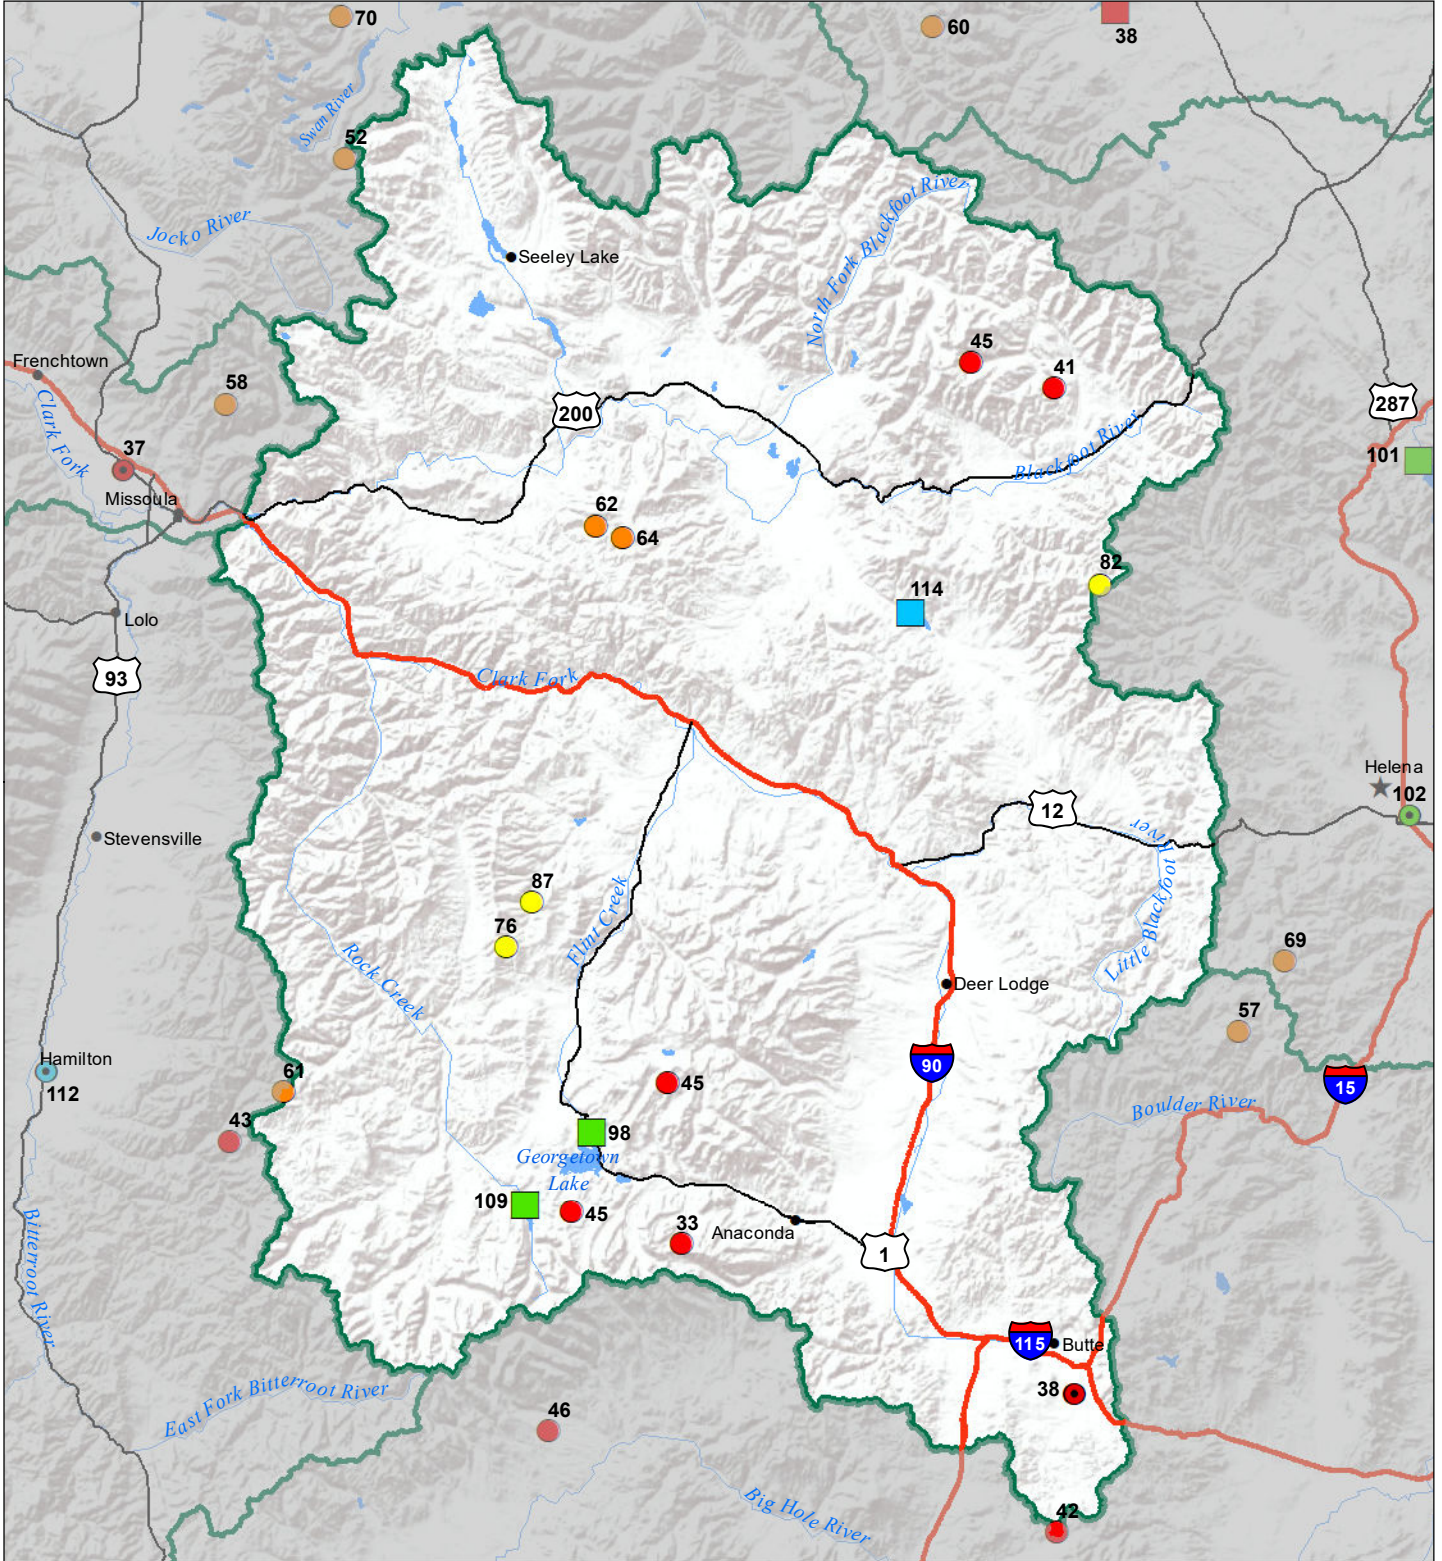 70
60
38
Swan River
52
Jocko River
North Fork Blackfoot River
Seeley Lake
45
41
Frenchtown
58
200
287
Clark Fork
37
Blackfoot River
101
Missoula
62
64
82
114
Lolo
93
Clark Fork
Helena
102
12
Stevensville
Little Blackfoot River
87
Flint Creek
76
Rock Creek
69
Deer Lodge
57
Hamilton
112
61
45
90
15
Boulder River
43
98
Georgetown
Lake
109
45
33
Anaconda
1
Bitterroot River
115
Butte
38
East Fork Bitterroot River
46
Big Hole River
42